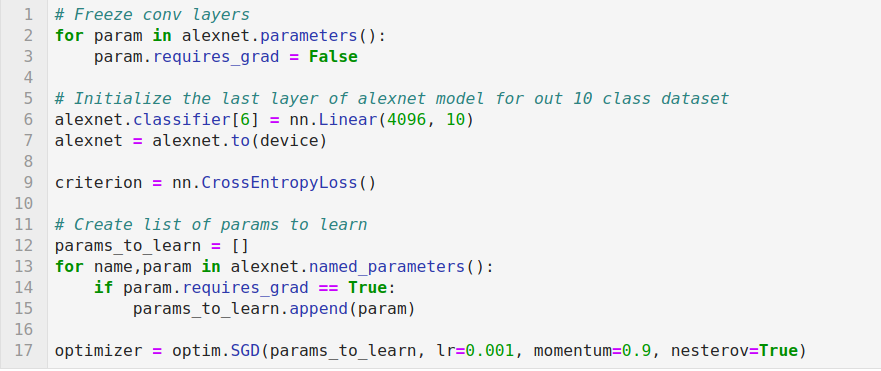 1 # Freeze conv layers
2 for param in alexnet.parameters():
3     param.requires_grad = False
4
5 # Initialize the last layer of alexnet model for out 10 class dataset
6 alexnet.classifier[6] = nn.Linear(4096, 10)
7 alexnet = alexnet.to(device)
8
9 criterion = nn.CrossEntropyLoss()
10
11 # Create list of params to learn
12 params_to_learn = []
13 for name,param in alexnet.named_parameters():
14     if param.requires_grad == True:
15         params_to_learn.append(param)
16
17 optimizer = optim.SGD(params_to_learn, lr=0.001, momentum=0.9, nesterov=True)